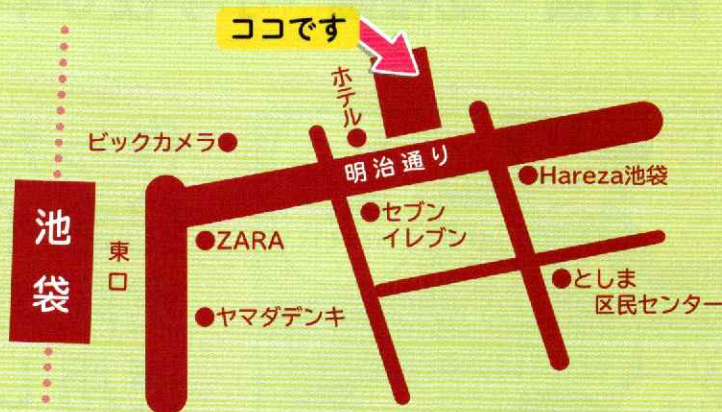 ココです
ホテル
ビックカメラ
明治通り
Hareza池袋
池袋
東口
ZARA
セブン
イレブン
としま
区民センター
ヤマダデンキ